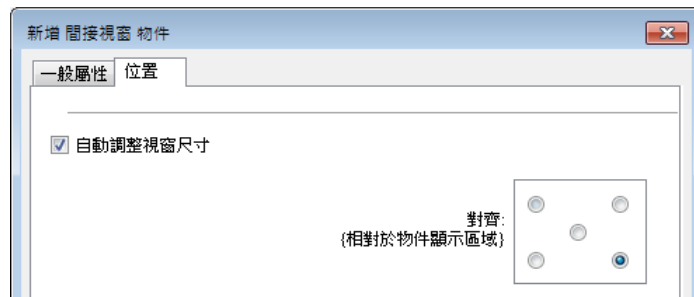 新增 間接視窗 物件
一般屬性 位置
自動調整視窗尺寸
對齊:
{相對於物件顯示區域}